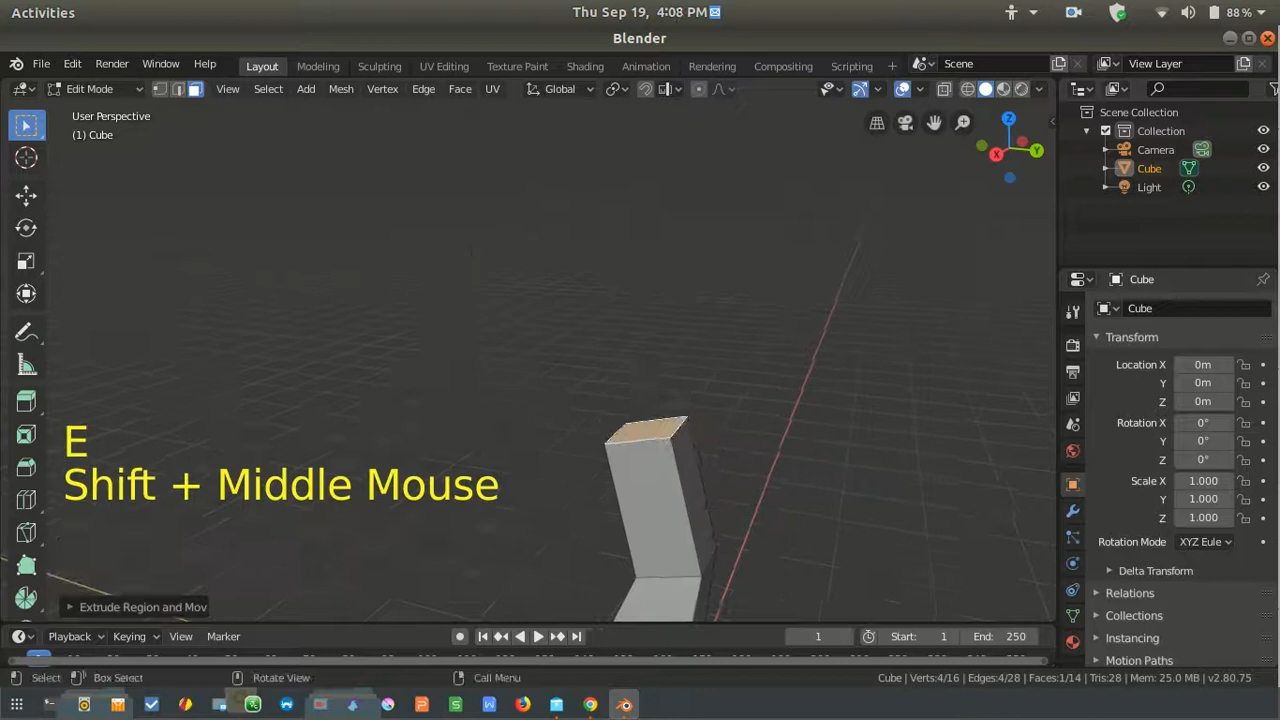 Activities
Thu Sep 19, 4:08 PM
88 %
Blender
File Edit Render Window Help
Layout Modeling Sculpting UV Editing Texture Paint Shading Animation Rendering Compositing Scripting +
Scene
View Layer
Edit Mode
View Select Add Mesh Vertex Edge Face UV
Global
User Perspective
(1) Cube
Z
X
Y
Scene Collection
Collection
Camera
Cube
Light
Cube
Cube
Transform
Location X 0m
Y 0m
Z 0m
Rotation X 0°
Y 0°
Z 0°
Scale X 1.000
Y 1.000
Z 1.000
Rotation Mode XYZ Eule
Delta Transform
Relations
Collections
Instancing
Motion Paths
E
Shift + Middle Mouse
Extrude Region and Mov
Playback Keying View Marker
1
Start: 1
End: 250
Select
Box Select
Rotate View
Call Menu
Cube | Verts:4/16 | Edges:4/28 | Faces:1/14 | Tris:28 | Mem: 25.0 MB | v2.80.75